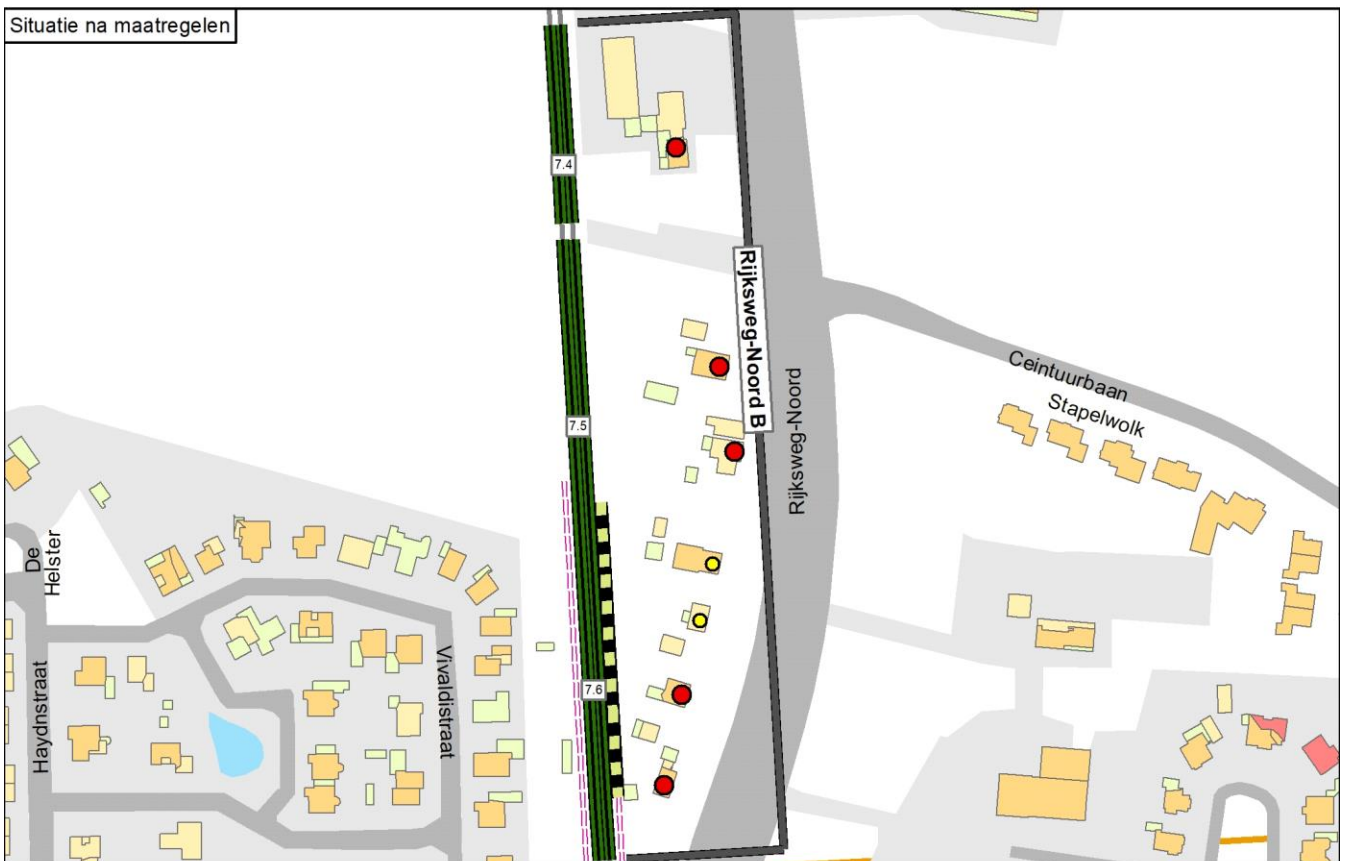 Situatie na maatregelen
7.4
Rijksweg-Noord B
Rijksweg-Noord
Ceintuurbaan
Stapelwolk
7.5
De
Helster
7.6
Haydnstraat
Vivaldistraat